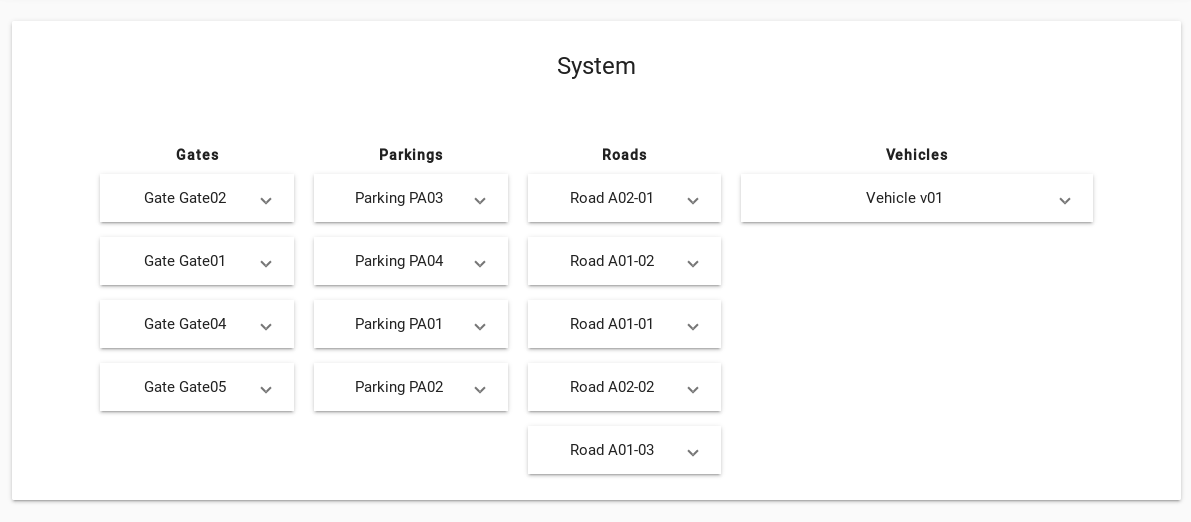 System
Gates Parkings Roads Vehicles
Gate Gate02 Parking PA03 Road A02-01 Vehicle v01
Gate Gate01 Parking PA04 Road A01-02
Gate Gate04 Parking PA01 Road A01-01
Gate Gate05 Parking PA02 Road A02-02
Road A01-03